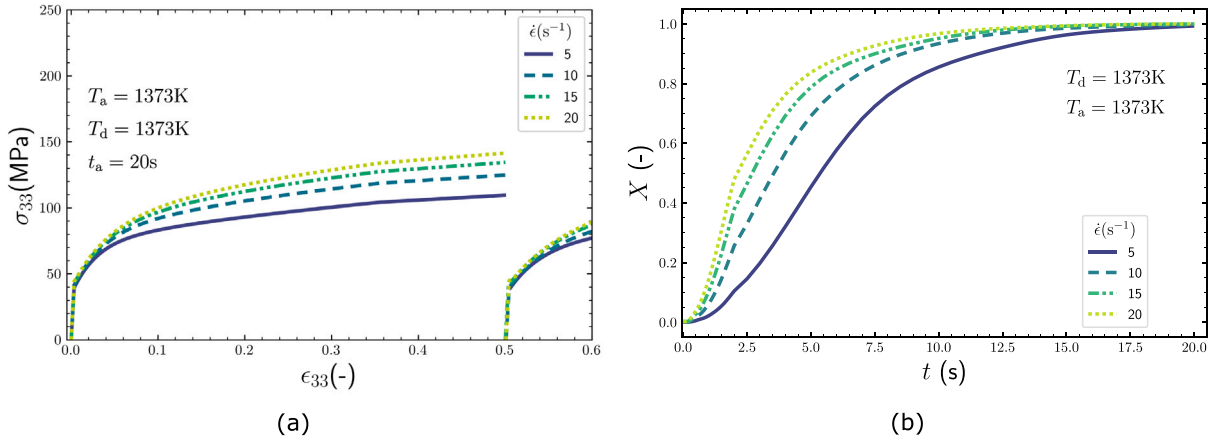 250
200
150
100
50
0
σ₃₃(MPa)
Tₐ = 1373K
T_d = 1373K
tₐ = 20s
ϵ̇(s⁻¹)
5
10
15
20
0.0 0.1 0.2 0.3 0.4 0.5 0.6
ϵ₃₃(-)
(a)
1.0
0.8
0.6
0.4
0.2
0.0
X (-)
T_d = 1373K
Tₐ = 1373K
ϵ̇(s⁻¹)
5
10
15
20
0.0 2.5 5.0 7.5 10.0 12.5 15.0 17.5 20.0
t (s)
(b)